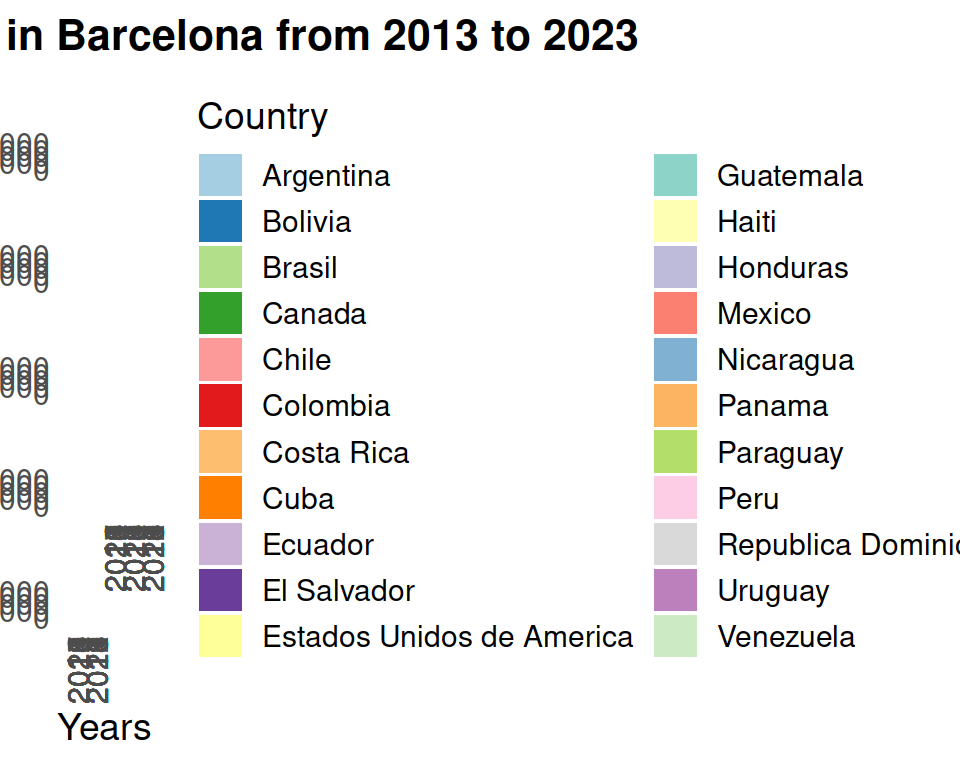 in Barcelona from 2013 to 2023
Country
Argentina
Bolivia
Brasil
Canada
Chile
Colombia
Costa Rica
Cuba
Ecuador
El Salvador
Estados Unidos de America
Guatemala
Haiti
Honduras
Mexico
Nicaragua
Panama
Paraguay
Peru
Republica Dominic
Uruguay
Venezuela
Years